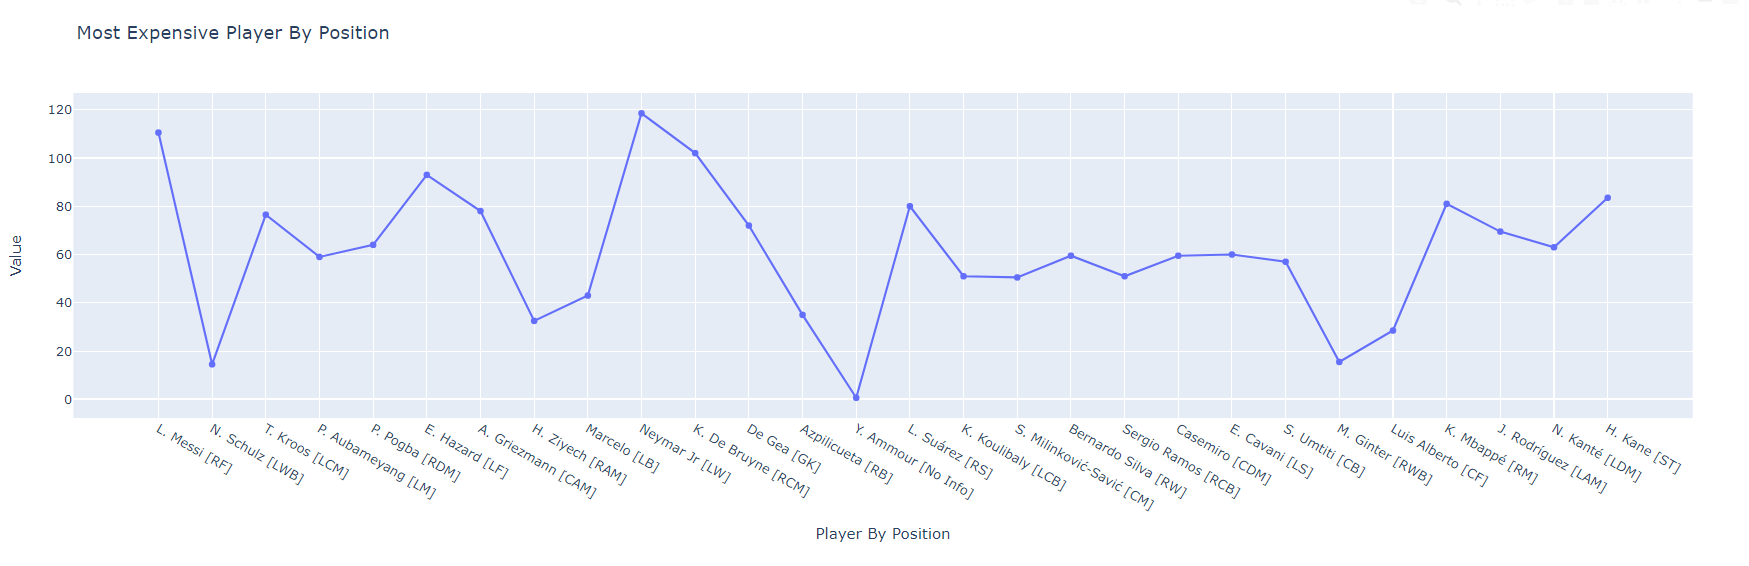 Most Expensive Player By Position
120
100
80
60
40
20
0
Value
L. Messi [RF]
N. Schulz [LWB]
T. Kroos [LCM]
P. Aubameyang [LM]
P. Pogba [RDM]
E. Hazard [LF]
A. Griezmann [CAM]
H. Ziyech [RAM]
Marcelo [LB]
Neymar Jr [LW]
K. De Bruyne [RCM]
De Gea [GK]
Azpilicueta [RB]
Y. Ammour [No Info]
L. Suárez [RS]
K. Koulibaly [LCB]
S. Milinković-Savić [CM]
Bernardo Silva [RW]
Sergio Ramos [RCB]
Casemiro [CDM]
E. Cavani [LS]
S. Umtiti [CB]
M. Ginter [RWB]
Luis Alberto [CF]
K. Mbappé [RM]
J. Rodríguez [LAM]
N. Kanté [LDM]
H. Kane [ST]
Player By Position